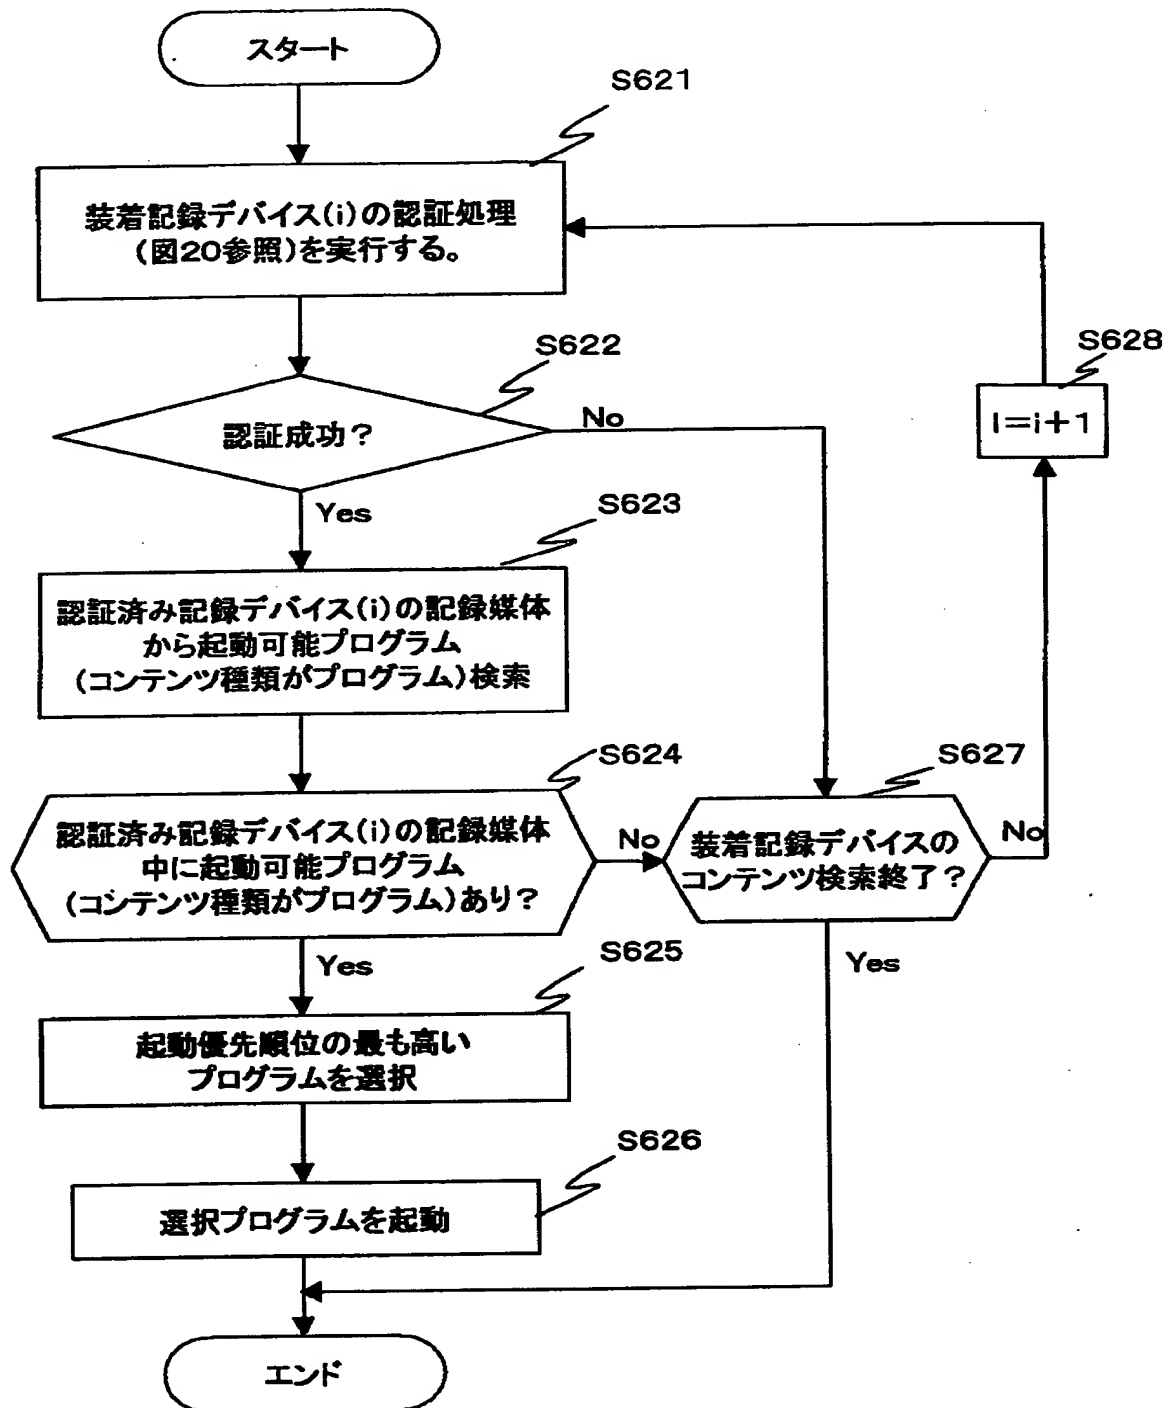 スタート
S621
装着記録デバイス(i)の認証処理
(図20参照)を実行する。
S628
I=i+1
S622
認証成功?
No
Yes
S623
認証済み記録デバイス(i)の記録媒体
から起動可能プログラム
(コンテンツ種類がプログラム)検索
S624
認証済み記録デバイス(i)の記録媒体
中に起動可能プログラム
(コンテンツ種類がプログラム)あり?
No
S627
装着記録デバイスの
コンテンツ検索終了?
No
Yes
Yes
S625
起動優先順位の最も高い
プログラムを選択
S626
選択プログラムを起動
エンド